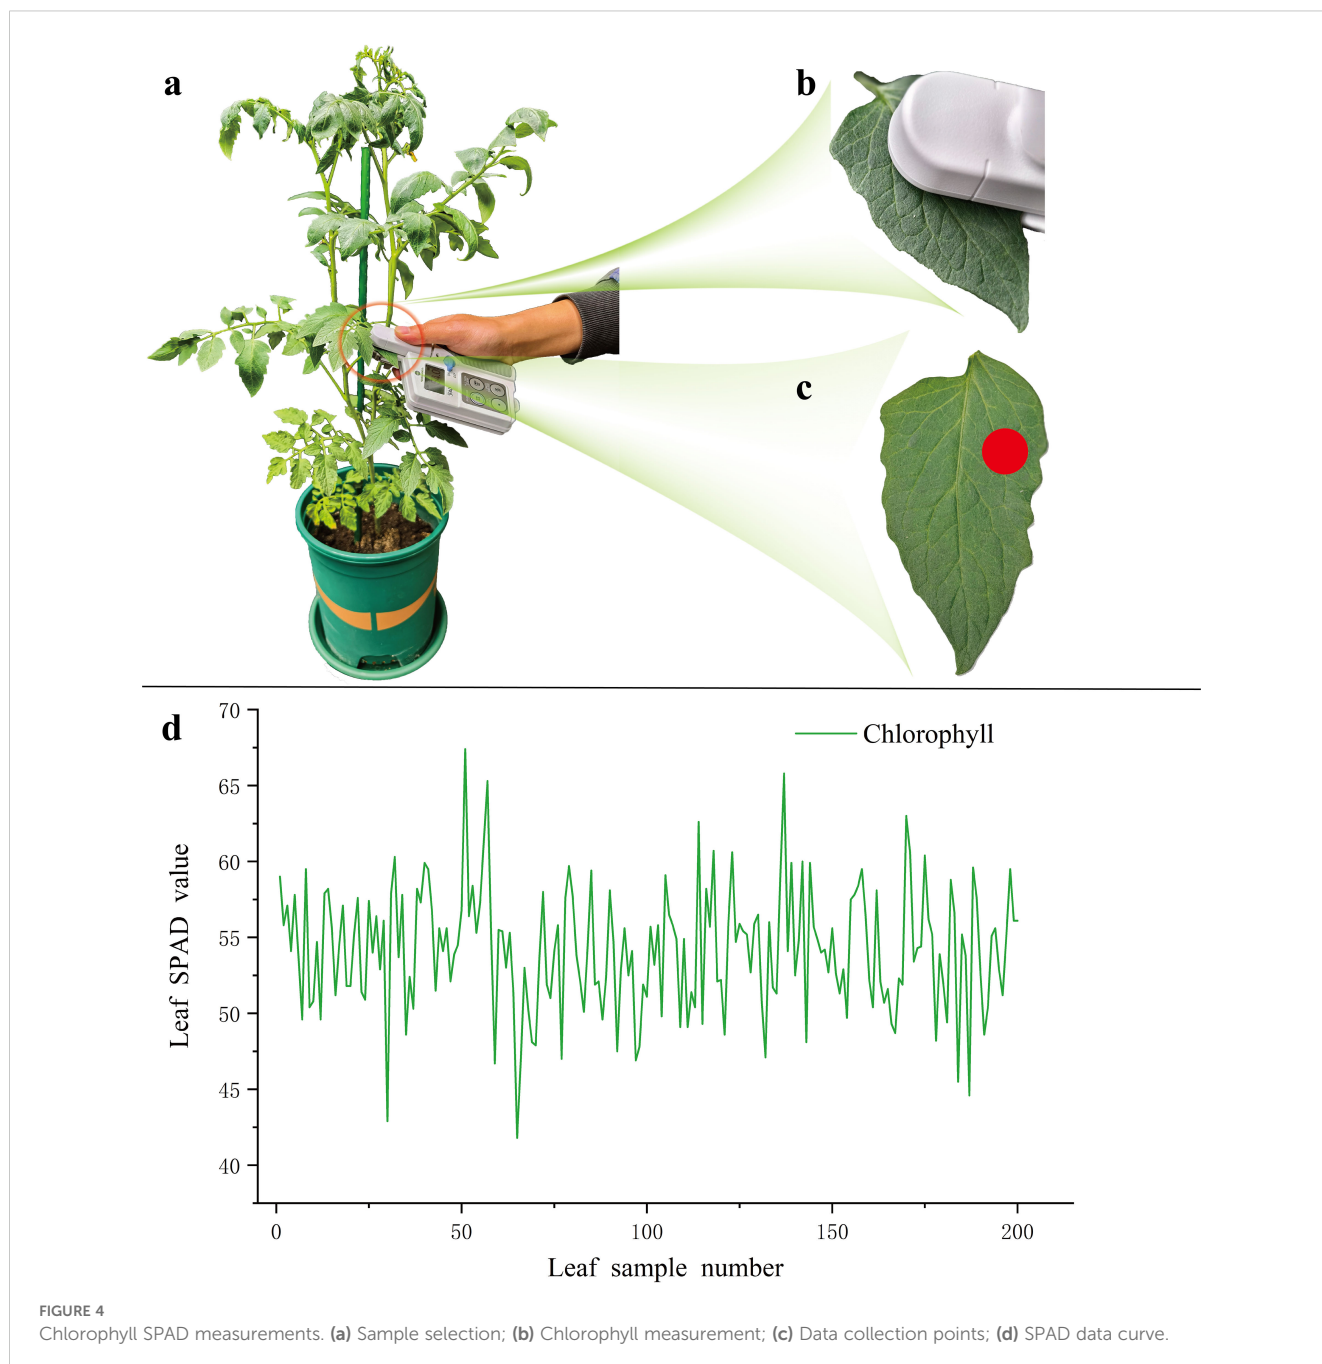 a
b
c
d
70
65
60
55
50
45
40
Leaf SPAD value
Chlorophyll
0 50 100 150 200
Leaf sample number
FIGURE 4
Chlorophyll SPAD measurements. (a) Sample selection; (b) Chlorophyll measurement; (c) Data collection points; (d) SPAD data curve.